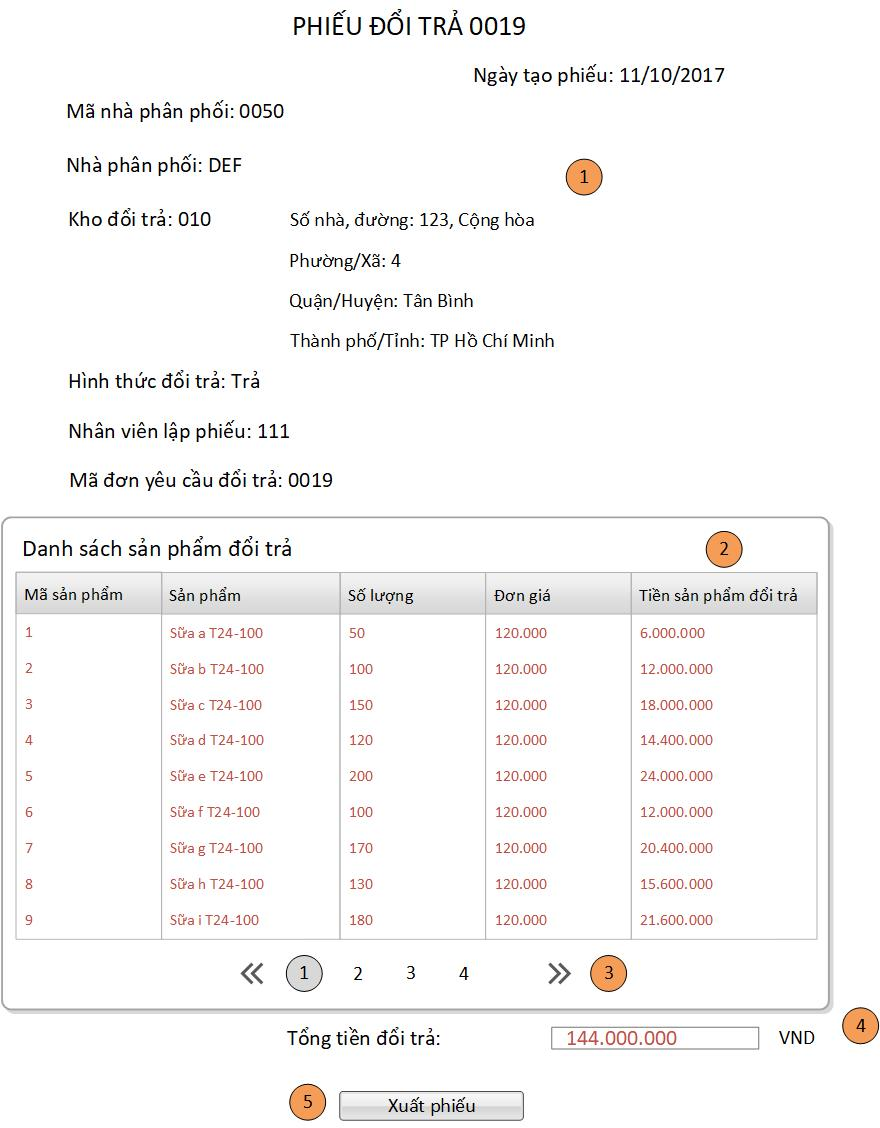 PHIẾU ĐỔI TRẢ 0019
Ngày tạo phiếu: 11/10/2017
Mã nhà phân phối: 0050
Nhà phân phối: DEF
1
Kho đổi trả: 010 Số nhà, đường: 123, Cộng hòa
Phường/Xã: 4
Quận/Huyện: Tân Bình
Thành phố/Tỉnh: TP Hồ Chí Minh
Hình thức đổi trả: Trả
Nhân viên lập phiếu: 111
Mã đơn yêu cầu đổi trả: 0019
Danh sách sản phẩm đổi trả 2
Mã sản phẩm Sản phẩm Số lượng Đơn giá Tiền sản phẩm đổi trả
1 Sữa a T24-100 50 120.000 6.000.000
2 Sữa b T24-100 100 120.000 12.000.000
3 Sữa c T24-100 150 120.000 18.000.000
4 Sữa d T24-100 120 120.000 14.400.000
5 Sữa e T24-100 200 120.000 24.000.000
6 Sữa f T24-100 100 120.000 12.000.000
7 Sữa g T24-100 170 120.000 20.400.000
8 Sữa h T24-100 130 120.000 15.600.000
9 Sữa i T24-100 180 120.000 21.600.000
1 2 3 4 3
Tổng tiền đổi trả: 144.000.000 VND 4
5 Xuất phiếu